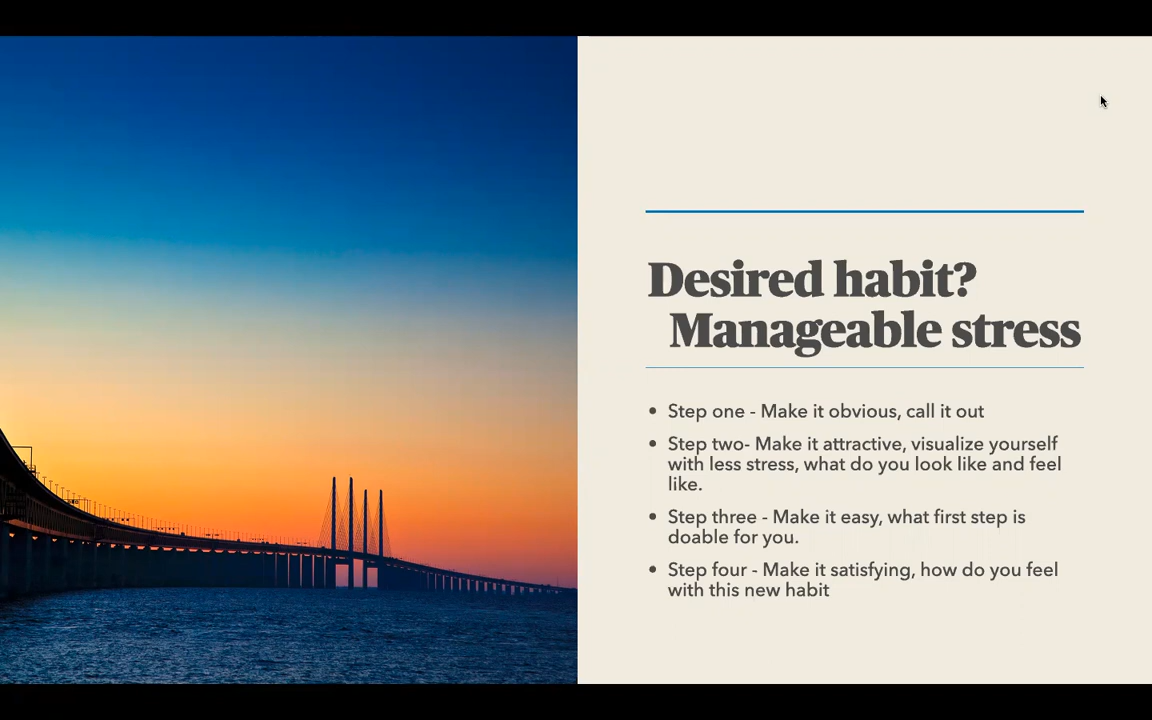 Desired habit?
Manageable stress
• Step one - Make it obvious, call it out
• Step two- Make it attractive, visualize yourself
with less stress, what do you look like and feel
like.
• Step three - Make it easy, what first step is
doable for you.
• Step four - Make it satisfying, how do you feel
with this new habit